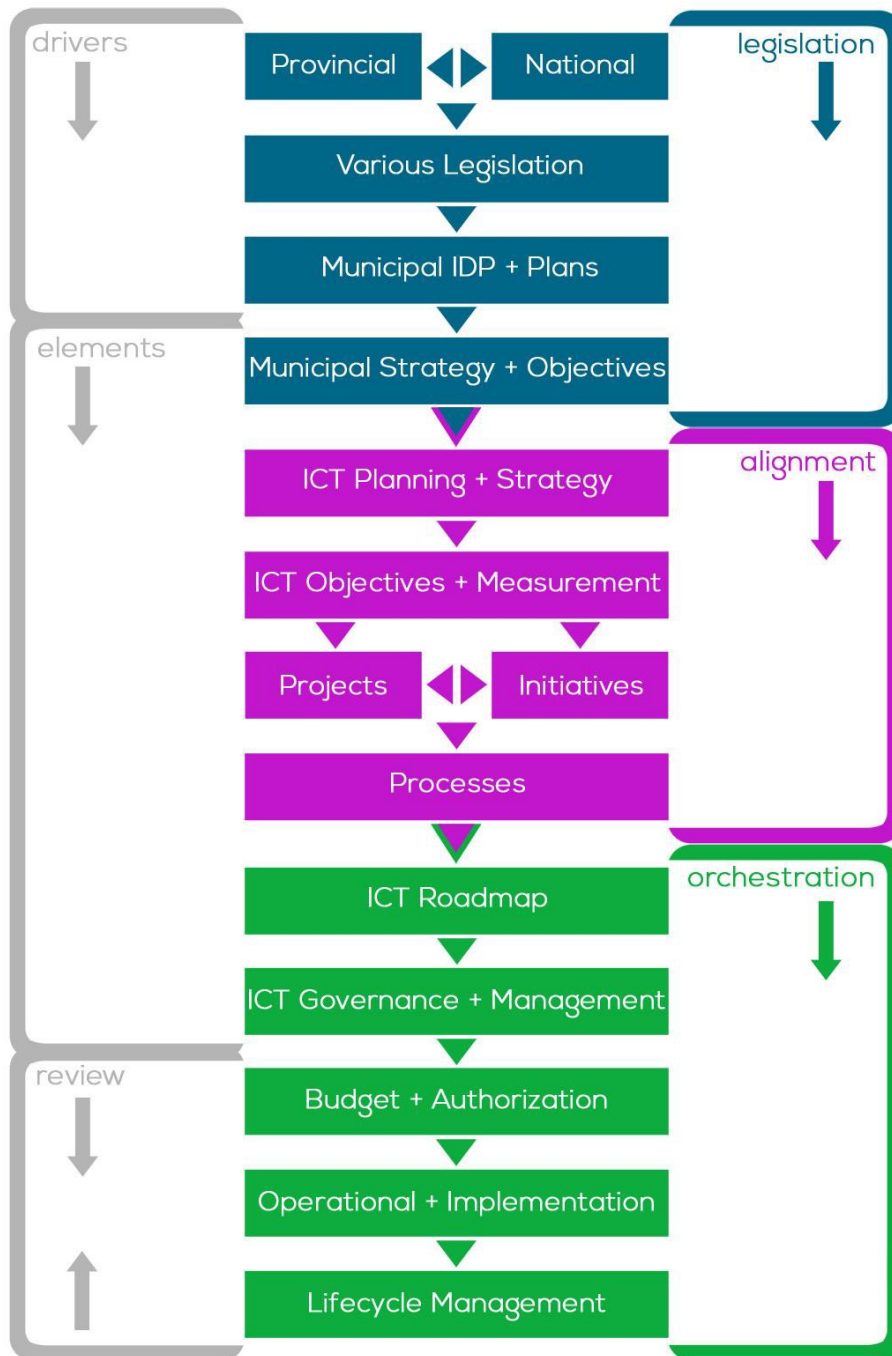 drivers
legislation
Provincial
National
Various Legislation
Municipal IDP + Plans
elements
Municipal Strategy + Objectives
alignment
ICT Planning + Strategy
ICT Objectives + Measurement
Projects
Initiatives
Processes
orchestration
ICT Roadmap
ICT Governance + Management
review
Budget + Authorization
Operational + Implementation
Lifecycle Management